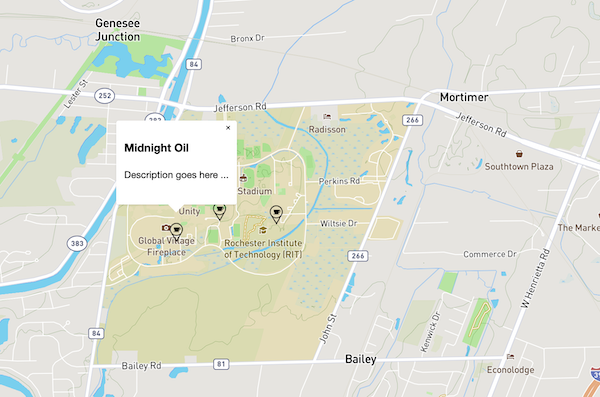 Genesee
Junction
Bronx Dr
84
Lester St
252
Jefferson Rd
Mortimer
266
Jefferson Rd
Radisson
×
Midnight Oil
Description goes here ...
Southtown Plaza
Stadium
Perkins Rd
Unity
Wiltsie Dr
The Marke
383
Global Village
Fireplace
Rochester Institute
of Technology (RIT)
266
Commerce Dr
W Henrietta Rd
John St
Kenwick Dr
84
Bailey Rd
81
Bailey
Econolodge